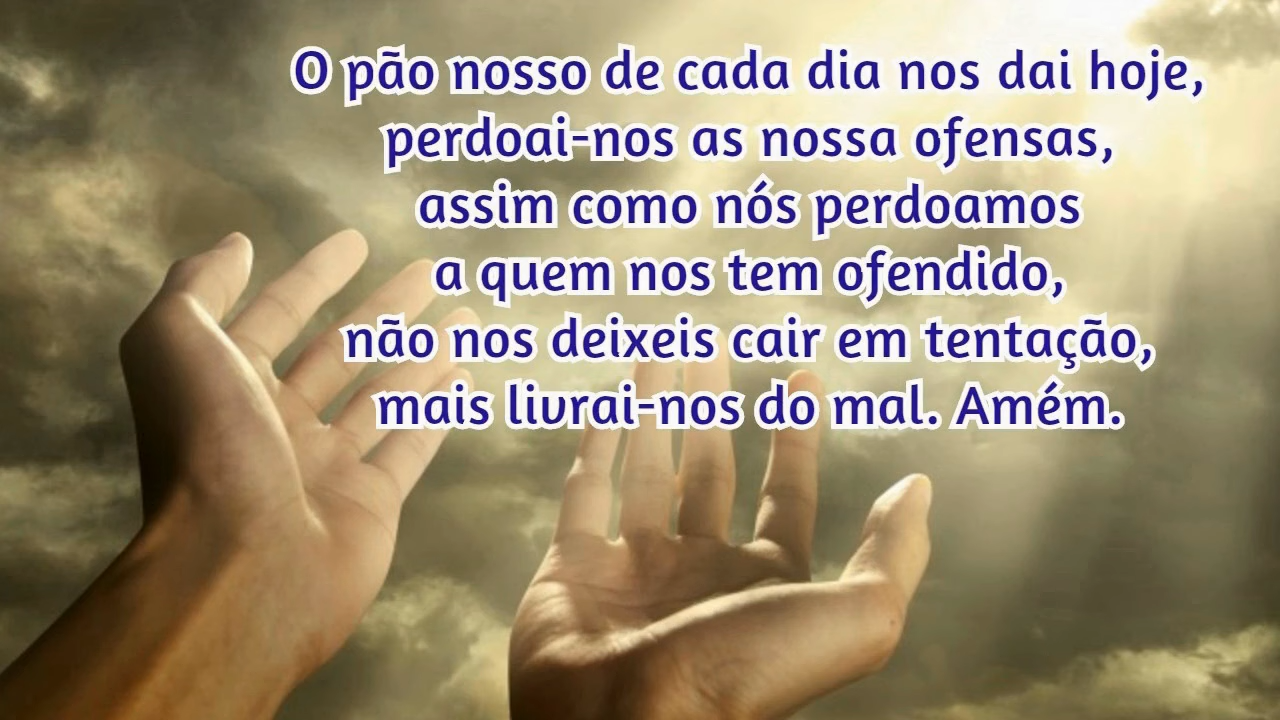 O pão nosso de cada dia nos dai hoje,
perdoai-nos as nossa ofensas,
assim como nós perdoamos
a quem nos tem ofendido,
não nos deixeis cair em tentação,
mais livrai-nos do mal. Amém.